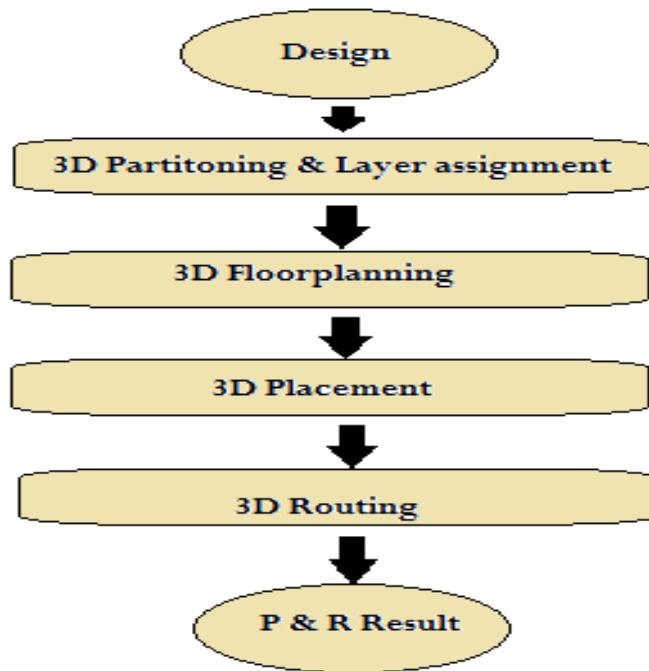 Design
3D Partitoning & Layer assignment
3D Floorplanning
3D Placement
3D Routing
P & R Result